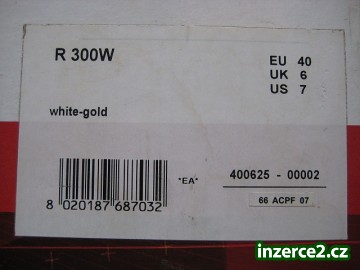 R 300W
EU 40
UK 6
US 7
white-gold
"EA"
400625 - 00002
66 ACPF 07
8 020187 687032
inzerce2.cz